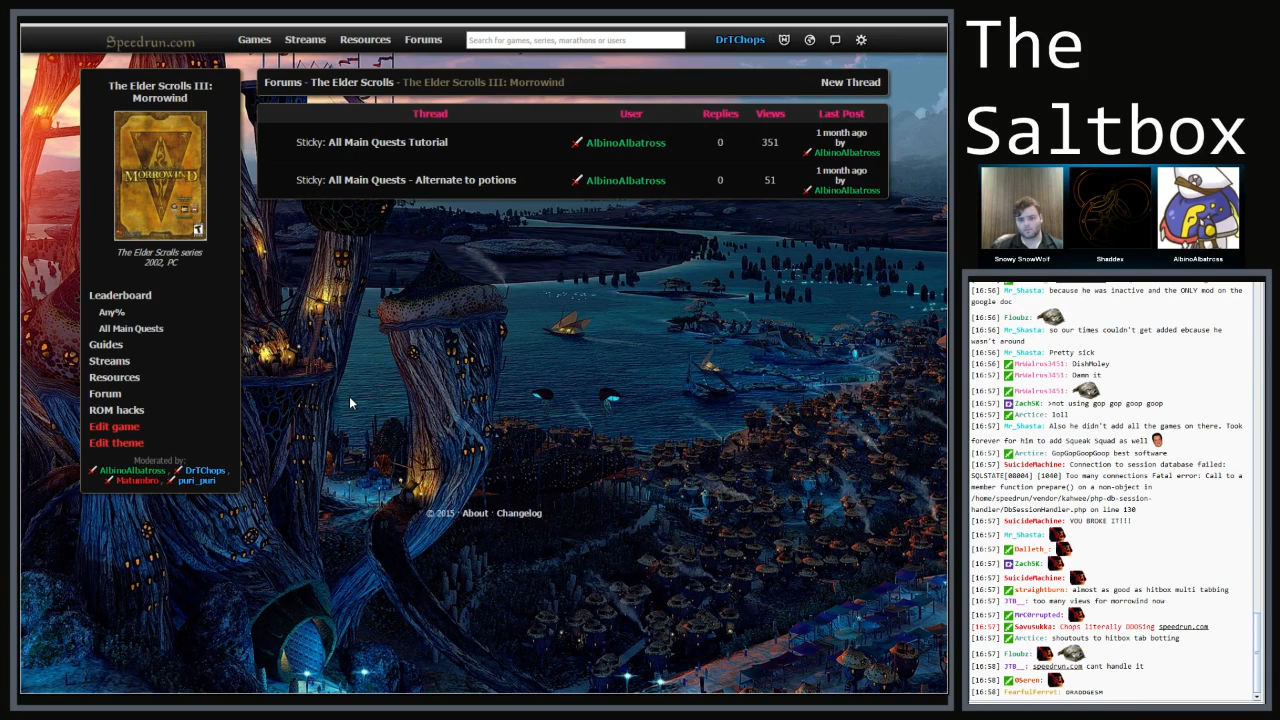 Speedrun.com
Games Streams Resources Forums
Search for games, series, marathons or users
DrTChops
The Elder Scrolls III:
Morrowind
MORROWIND
The Elder Scrolls series
2002, PC
Leaderboard
Any%
All Main Quests
Guides
Streams
Resources
Forum
ROM hacks
Edit game
Edit theme
Moderated by:
AlbinoAlbatross , DrTChops ,
Matumbro , puri_puri
Forums - The Elder Scrolls - The Elder Scrolls III: Morrowind
New Thread
Thread User Replies Views Last Post
Sticky: All Main Quests Tutorial AlbinoAlbatross 0 351 1 month ago
by
AlbinoAlbatross
Sticky: All Main Quests - Alternate to potions AlbinoAlbatross 0 51 1 month ago
by
AlbinoAlbatross
© 2015 · About · Changelog
The
Saltbox
Snowy SnowWolf Shaddex AlbinoAlbatross
[16:56] Mr_Shasta: because he was inactive and the ONLY mod on the
google doc
[16:56] Floubz:
[16:56] Mr_Shasta: so our times couldn't get added ebcause he
wasn't around
[16:56] Mr_Shasta: Pretty sick
[16:56] MrWalrus3451: DishMoley
[16:57] MrWalrus3451: Damn it
[16:57] MrWalrus3451:
[16:57] ZachSK: >not using gop gop goop goop
[16:57] Arctice: loll
[16:57] Mr_Shasta: Also he didn't add all the games on there. Took
forever for him to add Squeak Squad as well
[16:57] Arctice: GopGopGoopGoop best software
[16:57] SuicideMachine: Connection to session database failed:
SQLSTATE[08004] [1040] Too many connections Fatal error: Call to a
member function prepare() on a non-object in
/home/speedrun/vendor/kahwee/php-db-session-
handler/DbSessionHandler.php on line 130
[16:57] SuicideMachine: YOU BROKE IT!!!
[16:57] Mr_Shasta:
[16:57] Dalleth_:
[16:57] ZachSK:
[16:57] SuicideMachine:
[16:57] straightburn: almost as good as hitbox multi tabbing
[16:57] JTB__: too many views for morrowind now
[16:57] MrC0rrupted:
[16:57] Savusukka: Chops literally DOOSing speedrun.com
[16:57] Arctice: shoutouts to hitbox tab botting
[16:57] Floubz:
[16:58] JTB__: speedrun.com cant handle it
[16:58] 0Seren:
[16:58] FearfulFerret: DRADDGESM